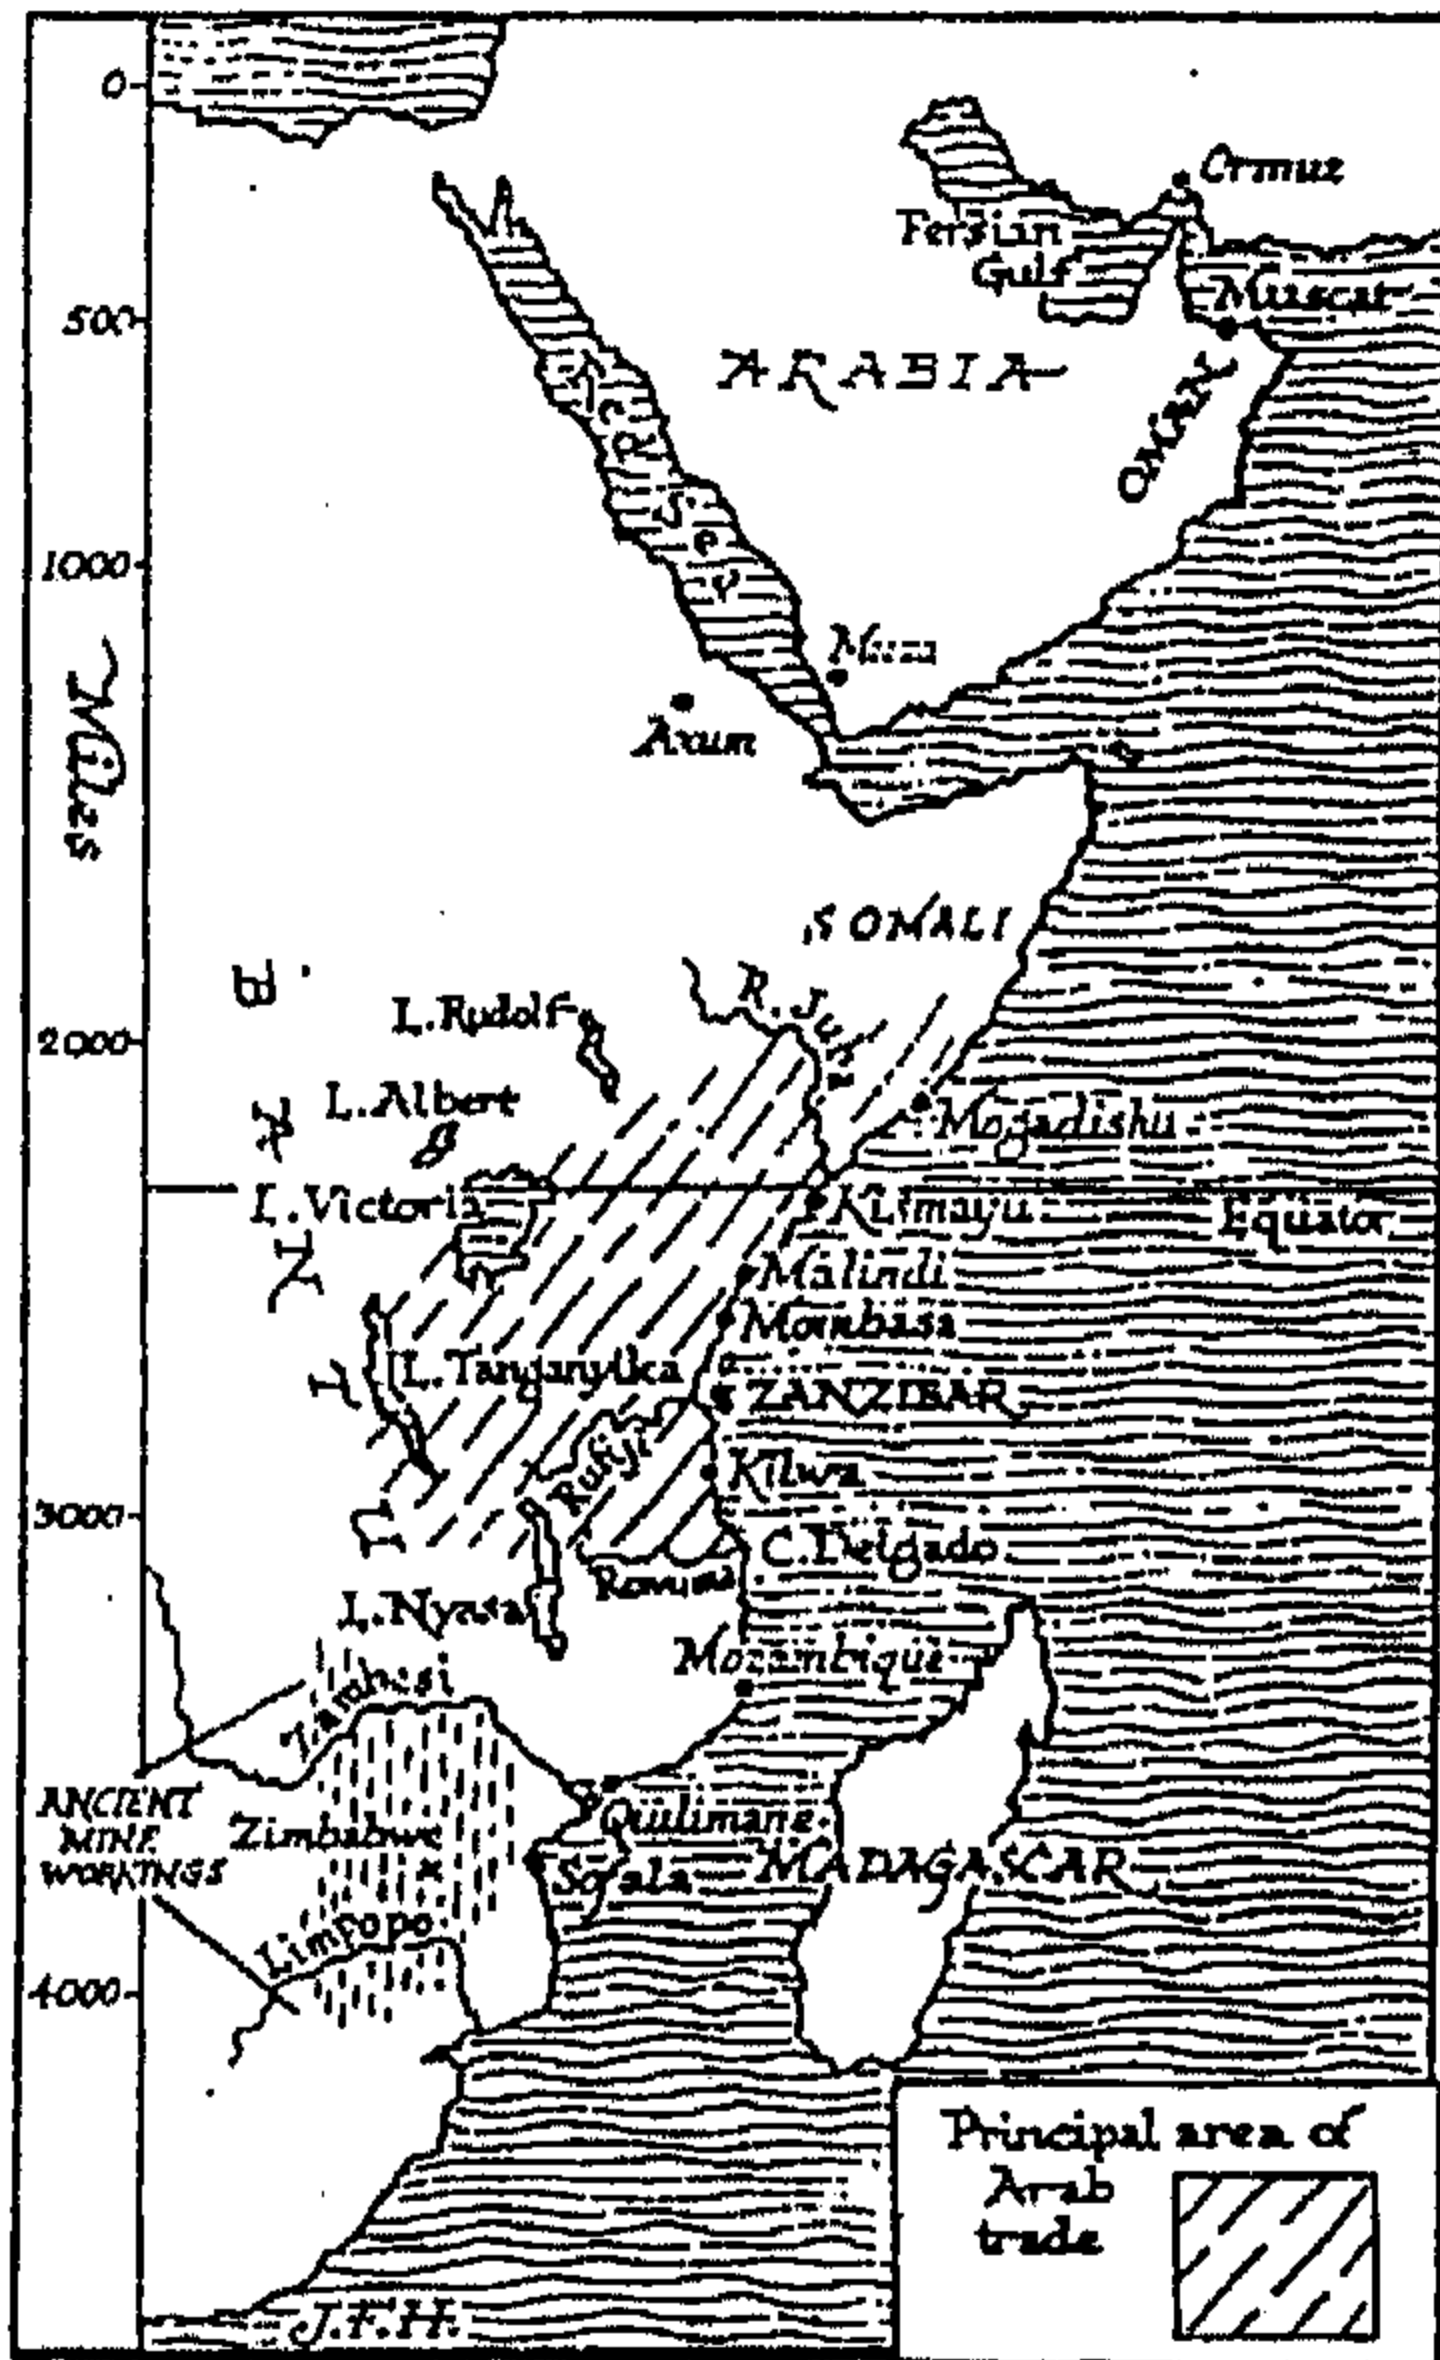 0
Ormuz
Persian
Gulf
500
Muscat
ARABIA
OMAN
Red Sea
1000
Miles
Muza
Axum
SOMALI
R. Juba
L. Rudolf
2000
L. Albert
Mogadishu
L. Victoria
Kilimayu
Equator
Malindi
Mombasa
L. Tanganyika
ZANZIBAR
Rufiji
Kilwa
3000
C. Delgado
Rovuma
L. Nyasa
Mozambique
Zambesi
ANCIENT
MINE
WORKINGS
Zimbabwe
Quilimane
Sofala
MADAGASCAR
Limpopo
4000
Principal area of
Arab
trade
J.F.H.